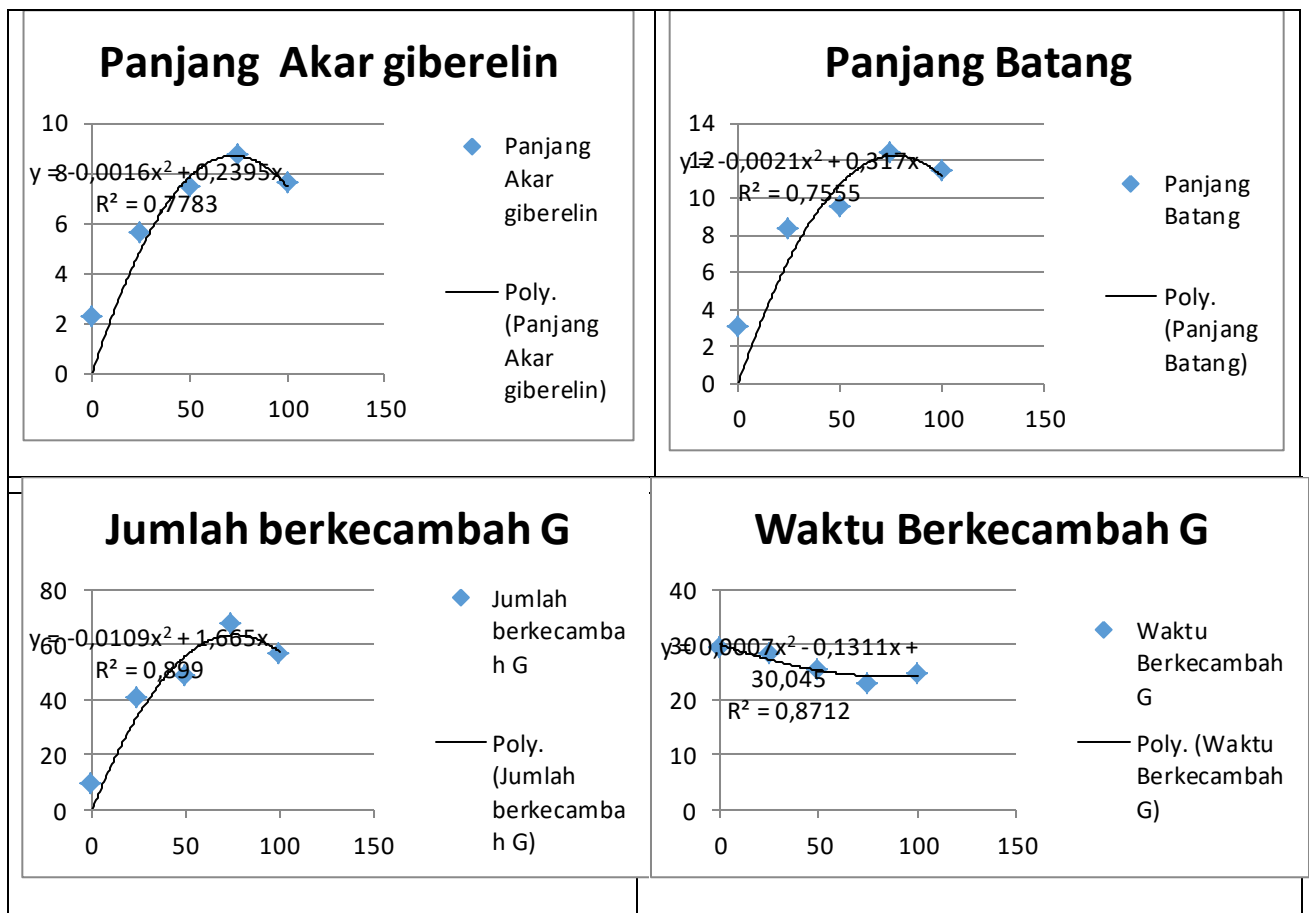 Panjang Akar giberelin
10
8
6
4
2
0
0 50 100 150
y = -0,0016x² + 0,2395x
R² = 0,7783
Panjang
Akar
giberelin
Poly.
(Panjang
Akar
giberelin)
Panjang Batang
14
12
10
8
6
4
2
0
0 50 100 150
y = -0,0021x² + 0,317x
R² = 0,7555
Panjang
Batang
Poly.
(Panjang
Batang)
Jumlah berkecambah G
80
60
40
20
0
0 50 100 150
y = -0,0109x² + 1,665x
R² = 0,899
Jumlah
berkecamba
h G
Poly.
(Jumlah
berkecamba
h G)
Waktu Berkecambah G
40
30
20
10
0
0 50 100 150
y = 0,0007x² - 0,1311x +
30,045
R² = 0,8712
Waktu
Berkecambah
G
Poly. (Waktu
Berkecambah
G)